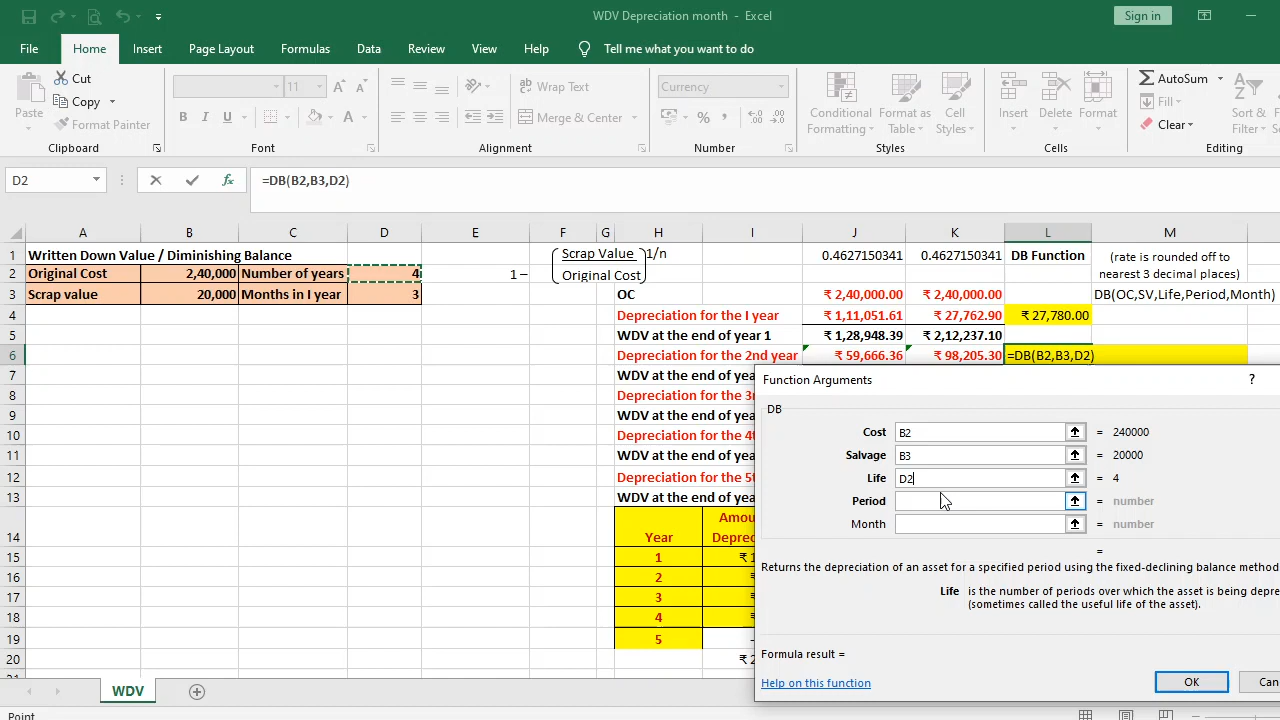 WDV Depreciation month - Excel
Sign in
File Home Insert Page Layout Formulas Data Review View Help Tell me what you want to do
Paste
Cut
Copy
Format Painter
Clipboard
11
A A
B I U
A
Font
ab Wrap Text
Merge & Center
Alignment
Currency
% ,
Number
Conditional Formatting
Format as Table
Cell Styles
Styles
Insert Delete Format
Cells
AutoSum
Fill
Clear
Sort &
Filter
Editing
D2
fx
=DB(B2,B3,D2)
A B C D E F G H I J K L M
1 Written Down Value / Diminishing Balance Scrap Value 1/n 0.4627150341 0.4627150341 DB Function (rate is rounded off to
2 Original Cost 2,40,000 Number of years 4 1 – Original Cost nearest 3 decimal places)
3 Scrap value 20,000 Months in I year 3 OC ₹ 2,40,000.00 ₹ 2,40,000.00 DB(OC,SV,Life,Period,Month)
4 Depreciation for the I year ₹ 1,11,051.61 ₹ 27,762.90 ₹ 27,780.00
5 WDV at the end of year 1 ₹ 1,28,948.39 ₹ 2,12,237.10
6 Depreciation for the 2nd year ₹ 59,666.36 ₹ 98,205.30 =DB(B2,B3,D2)
7 WDV at the end of yea
8 Depreciation for the 3r
9 WDV at the end of yea
10 Depreciation for the 4t
11 WDV at the end of yea
12 Depreciation for the 5t
13 WDV at the end of yea
14 Year Amou
Deprec
15 1 ₹ 1
16 2 ₹
17 3 ₹
18 4 ₹
19 5 -
20 ₹ 2
Function Arguments ?
DB
Cost B2 = 240000
Salvage B3 = 20000
Life D2 = 4
Period = number
Month = number
=
Returns the depreciation of an asset for a specified period using the fixed-declining balance method
Life is the number of periods over which the asset is being depre
(sometimes called the useful life of the asset).
Formula result =
Help on this function
OK
Can
WDV
Point